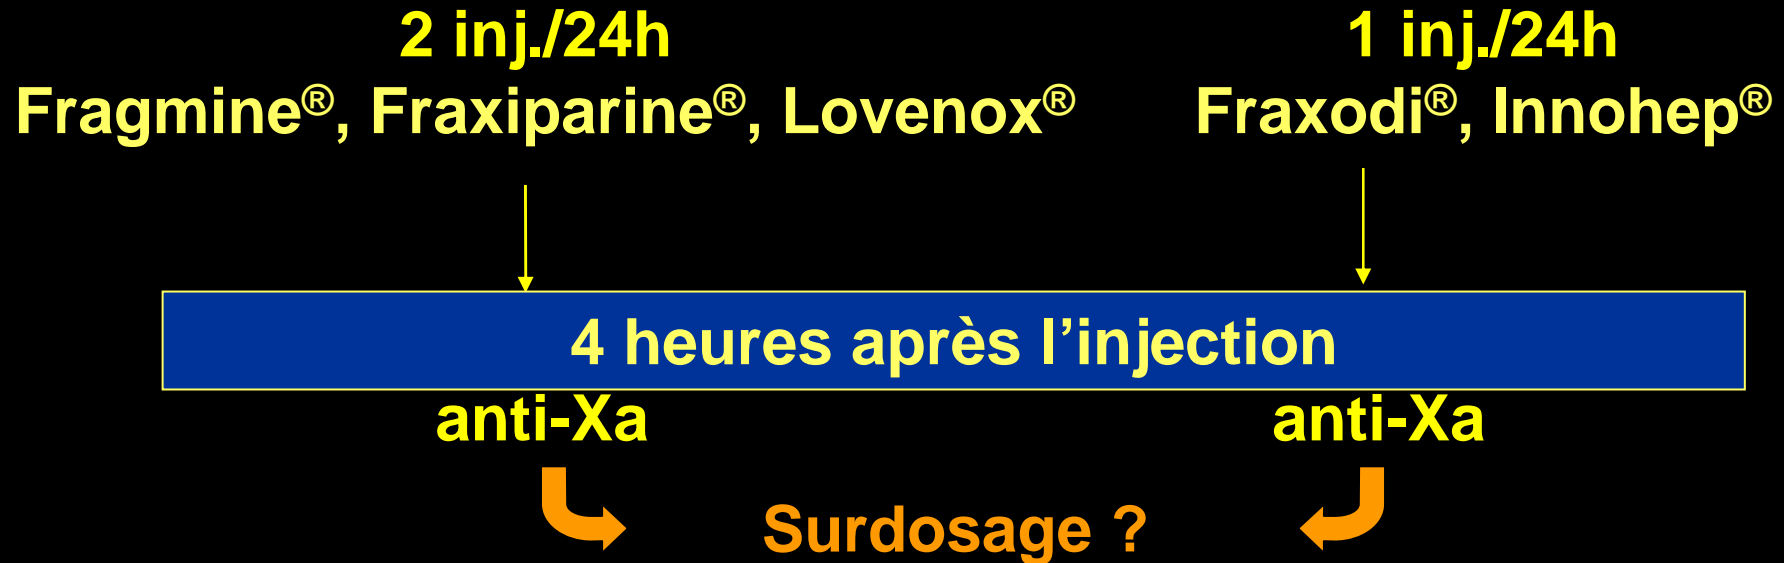 2 inj./24h
Fragmine®, Fraxiparine®, Lovenox®
1 inj./24h
Fraxodi®, Innohep®
4 heures après l’injection
anti-Xa
anti-Xa
Surdosage ?